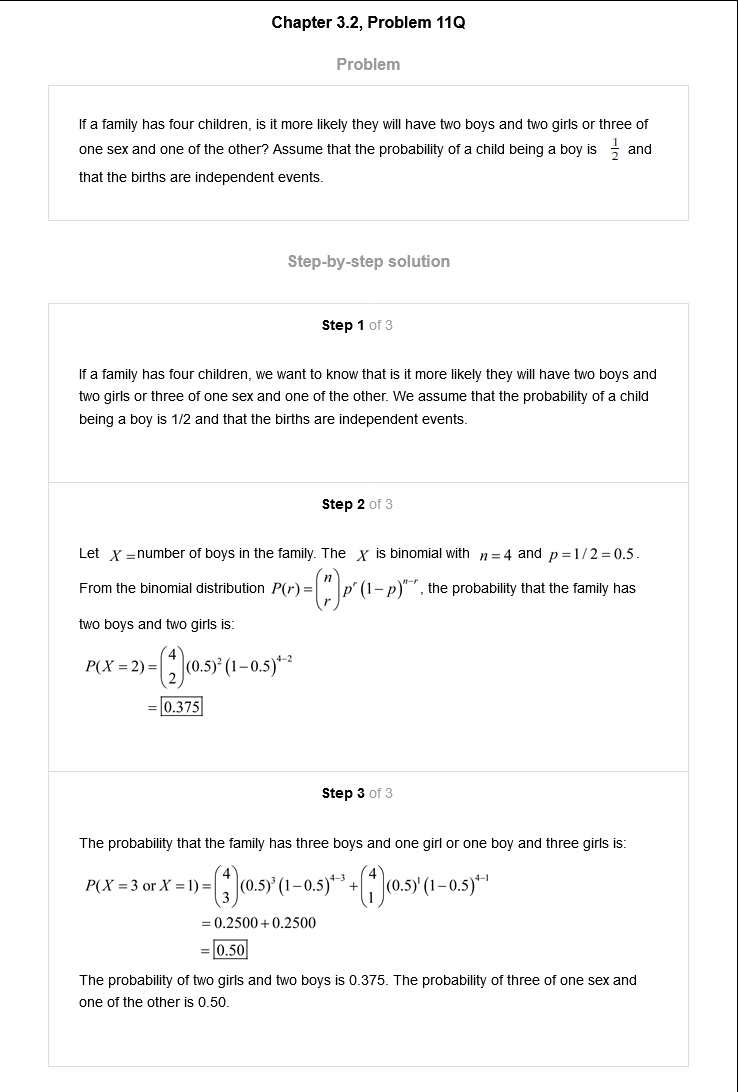 Chapter 3.2, Problem 11Q
Problem
If a family has four children, is it more likely they will have two boys and two girls or three of
one sex and one of the other? Assume that the probability of a child being a boy is 1/2 and
that the births are independent events.
Step-by-step solution
Step 1 of 3
If a family has four children, we want to know that is it more likely they will have two boys and
two girls or three of one sex and one of the other. We assume that the probability of a child
being a boy is 1/2 and that the births are independent events.
Step 2 of 3
Let X = number of boys in the family. The X is binomial with n = 4 and p = 1/2 = 0.5.
From the binomial distribution P(r) = (n r) p^r (1−p)^(n−r), the probability that the family has
two boys and two girls is:
P(X = 2) = (4 2) (0.5)^2 (1−0.5)^(4−2)
= 0.375
Step 3 of 3
The probability that the family has three boys and one girl or one boy and three girls is:
P(X = 3 or X = 1) = (4 3) (0.5)^3 (1−0.5)^(4−3) + (4 1) (0.5)^1 (1−0.5)^(4−1)
= 0.2500 + 0.2500
= 0.50
The probability of two girls and two boys is 0.375. The probability of three of one sex and
one of the other is 0.50.